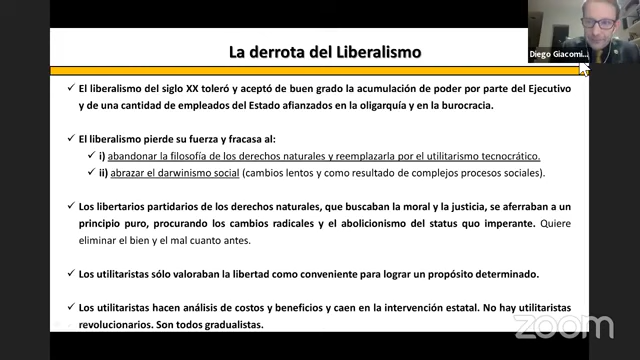 Diego Giacomi...
La derrota del Liberalismo
✓ El liberalismo del siglo XX toleró y aceptó de buen grado la acumulación de poder por parte del Ejecutivo
y de una cantidad de empleados del Estado afianzados en la oligarquía y en la burocracia.
✓ El liberalismo pierde su fuerza y fracasa al:
✓ i) abandonar la filosofía de los derechos naturales y reemplazarla por el utilitarismo tecnocrático.
✓ ii) abrazar el darwinismo social (cambios lentos y como resultado de complejos procesos sociales).
✓ Los libertarios partidarios de los derechos naturales, que buscaban la moral y la justicia, se aferraban a un
principio puro, procurando los cambios radicales y el abolicionismo del status quo imperante. Quiere
eliminar el bien y el mal cuanto antes.
✓ Los utilitaristas sólo valoraban la libertad como conveniente para lograr un propósito determinado.
✓ Los utilitaristas hacen análisis de costos y beneficios y caen en la intervención estatal. No hay utilitaristas
revolucionarios. Son todos gradualistas.
zoom